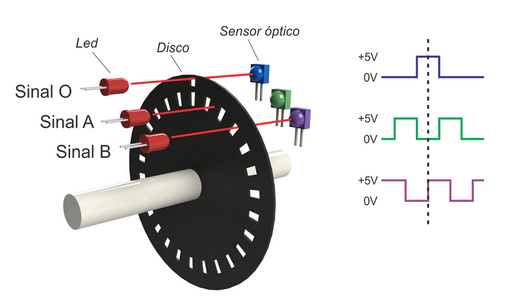 Led
Disco
Sensor óptico
Sinal O
Sinal A
Sinal B
+5V
0V
+5V
0V
+5V
0V